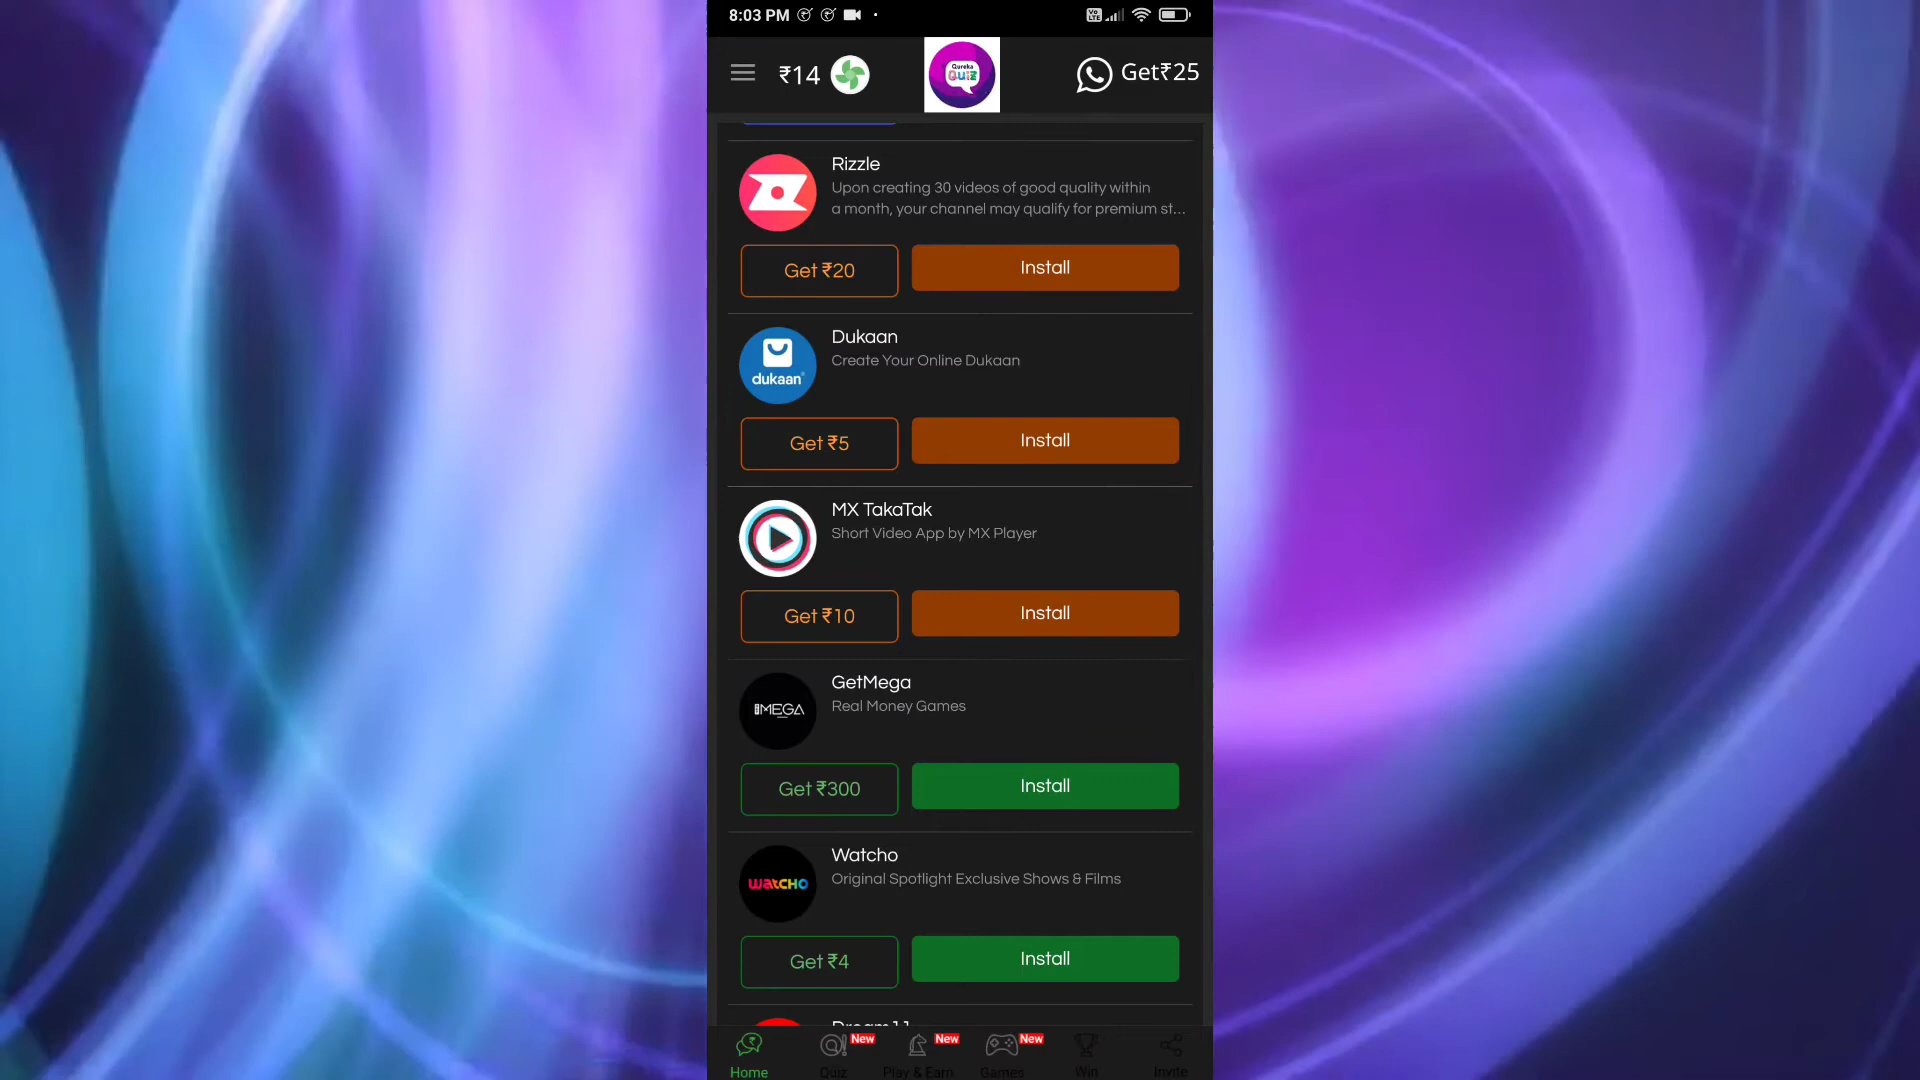 8:03 PM
Vo
LTE
₹14
Qureka
QUIZ
Get₹25
Rizzle
Upon creating 30 videos of good quality within
a month, your channel may qualify for premium st...
Get ₹20
Install
Dukaan
Create Your Online Dukaan
dukaan
Get ₹5
Install
MX TakaTak
Short Video App by MX Player
Get ₹10
Install
GetMega
Real Money Games
MEGA
Get ₹300
Install
Watcho
Original Spotlight Exclusive Shows & Films
WATCHO
Get ₹4
Install
Dream11
New
New
New
Home
Quiz
Play & Earn
Games
Win
Invite